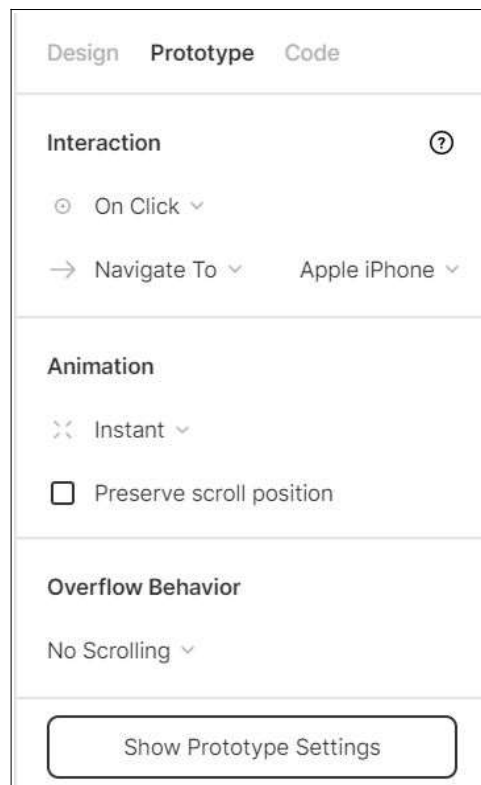 Design Prototype Code
Interaction ?
On Click
Navigate To Apple iPhone
Animation
Instant
Preserve scroll position
Overflow Behavior
No Scrolling
Show Prototype Settings